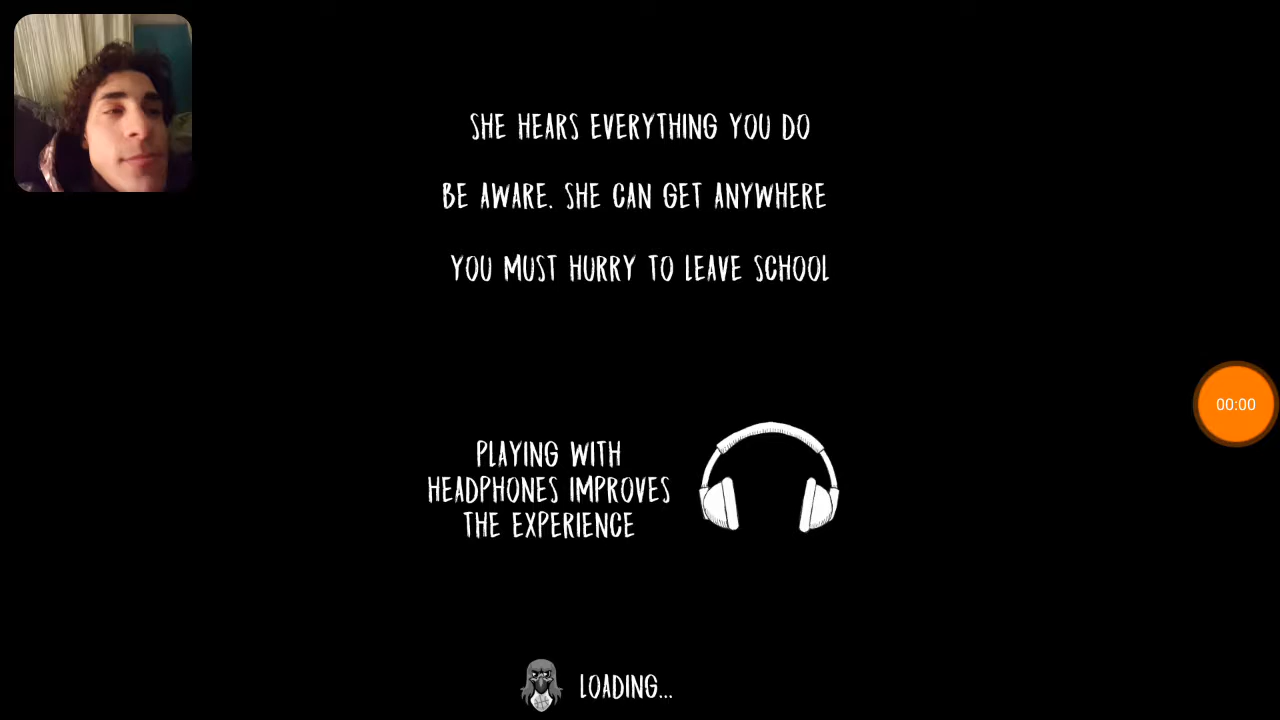 SHE HEARS EVERYTHING YOU DO
BE AWARE. SHE CAN GET ANYWHERE
YOU MUST HURRY TO LEAVE SCHOOL
00:00
PLAYING WITH
HEADPHONES IMPROVES
THE EXPERIENCE
LOADING...